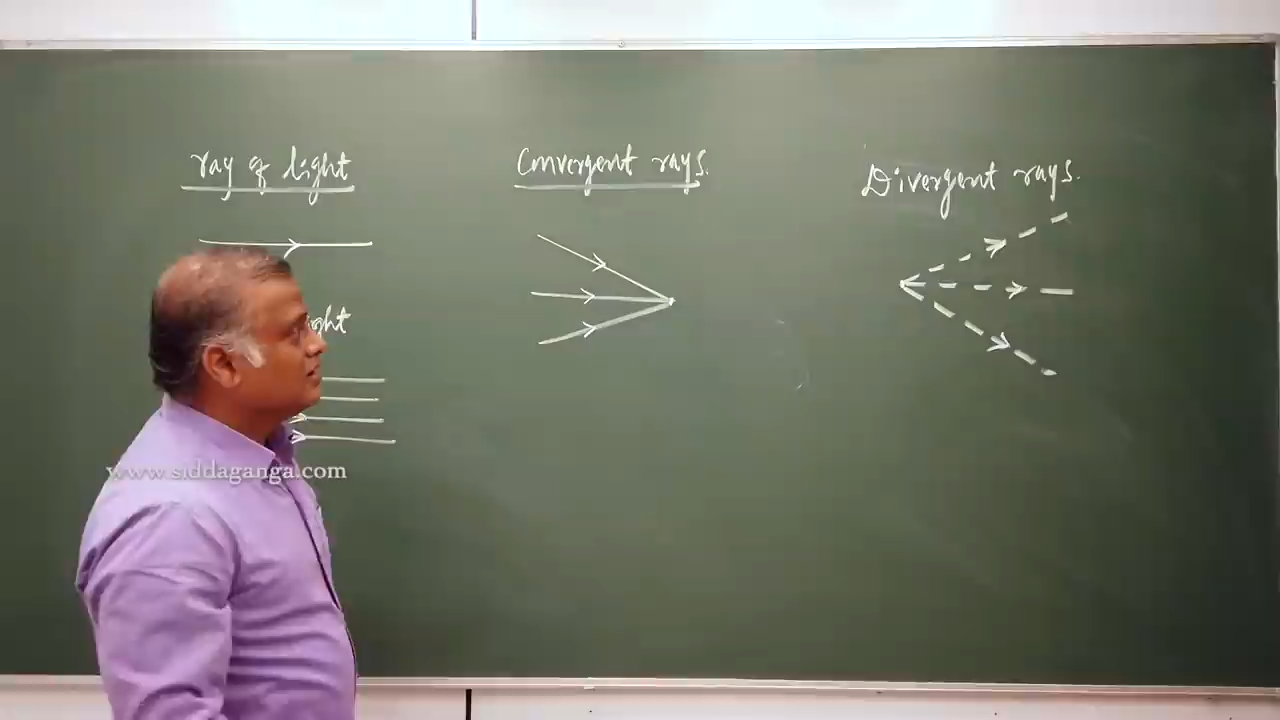 ray of light
Convergent rays.
Divergent rays.
www.siddaganga.com